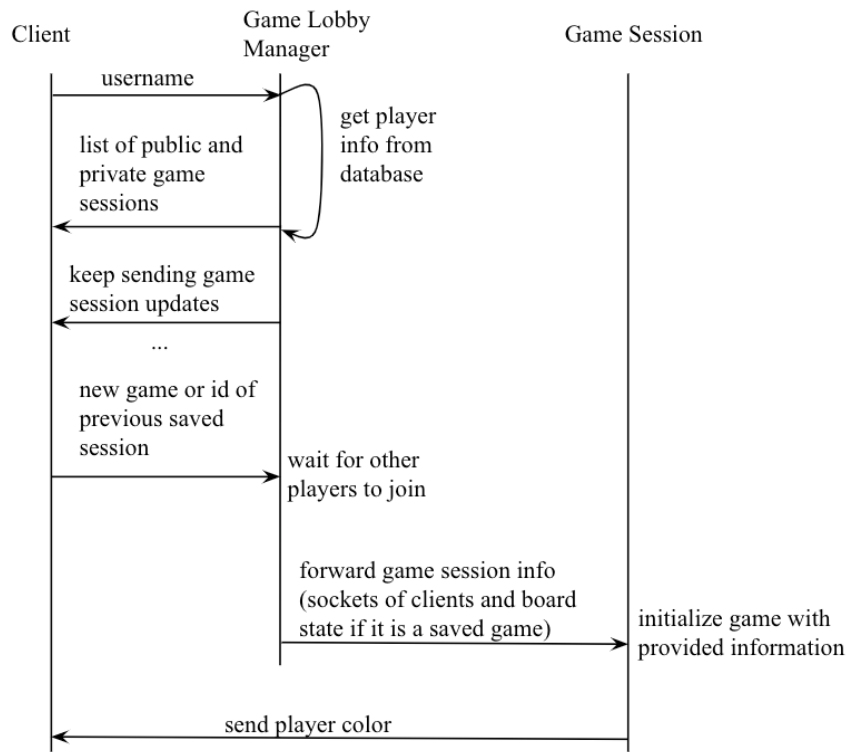 Client
Game Lobby
Manager
Game Session
username
get player
info from
database
list of public and
private game
sessions
keep sending game
session updates
...
new game or id of
previous saved
session
wait for other
players to join
forward game session info
(sockets of clients and board
state if it is a saved game)
initialize game with
provided information
send player color